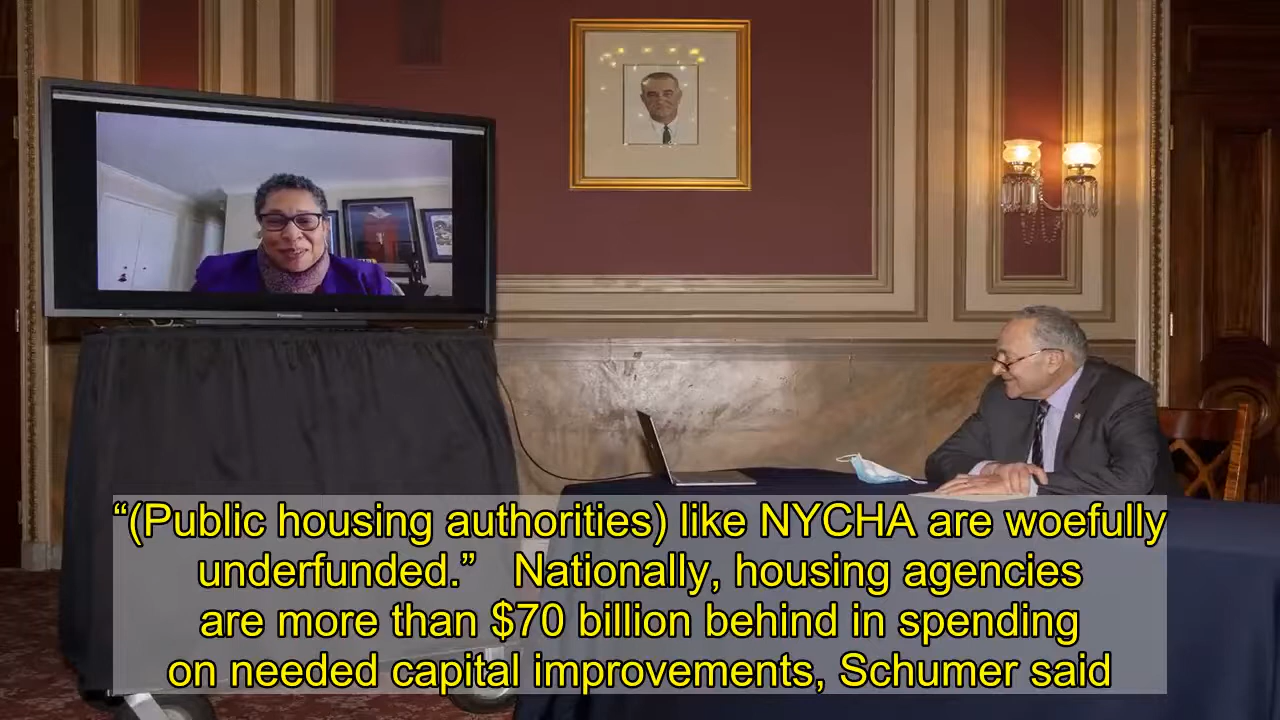 Panasonic
“(Public housing authorities) like NYCHA are woefully
underfunded.” Nationally, housing agencies
are more than $70 billion behind in spending
on needed capital improvements, Schumer said